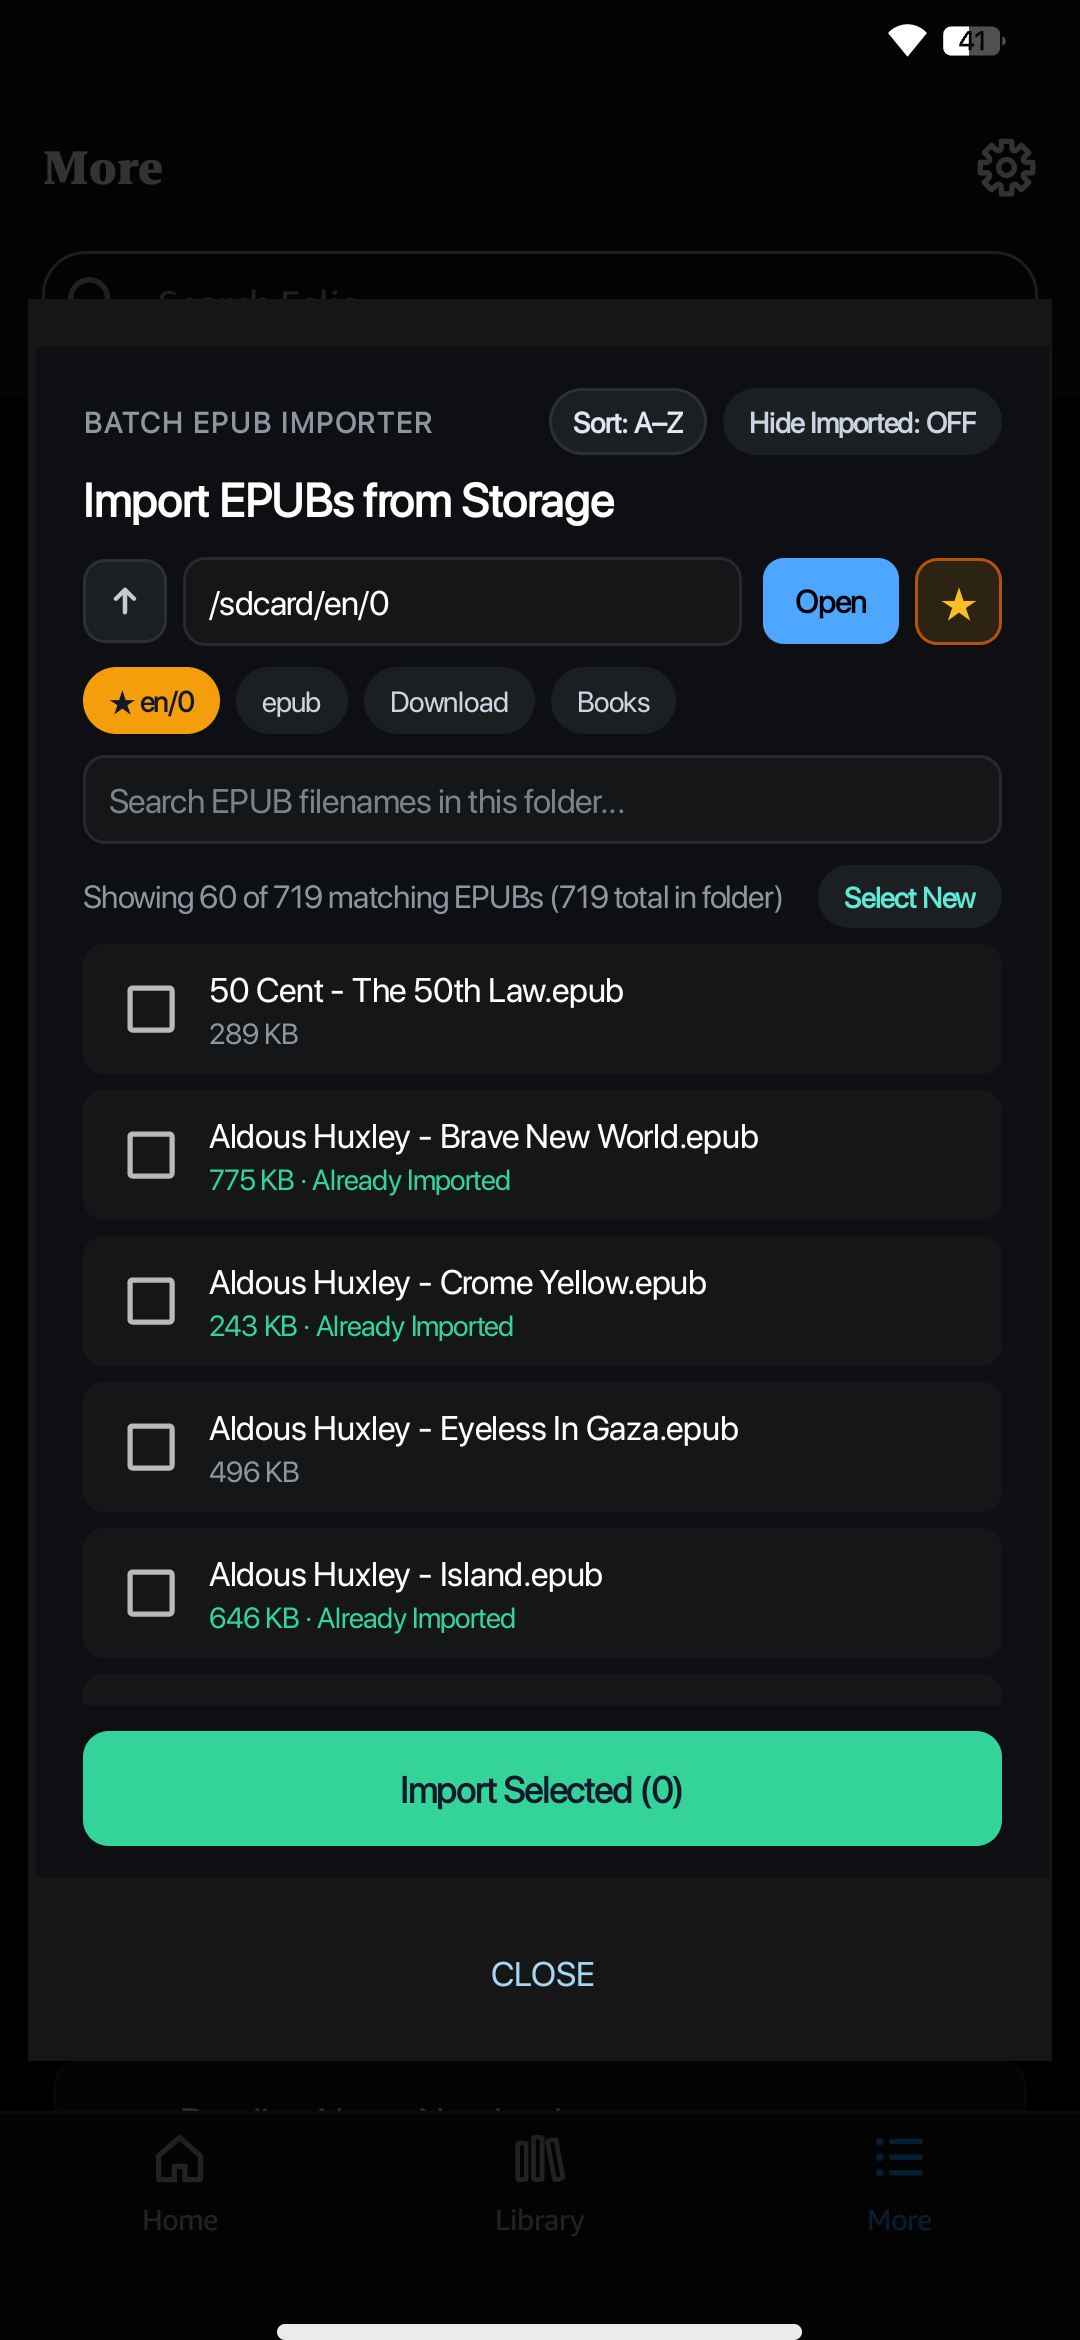 41
More
Search Folio
BATCH EPUB IMPORTER
Sort: A–Z
Hide Imported: OFF
Import EPUBs from Storage
/sdcard/en/0
Open
★
★ en/0
epub
Download
Books
Search EPUB filenames in this folder...
Showing 60 of 719 matching EPUBs (719 total in folder)
Select New
50 Cent - The 50th Law.epub
289 KB
Aldous Huxley - Brave New World.epub
775 KB · Already Imported
Aldous Huxley - Crome Yellow.epub
243 KB · Already Imported
Aldous Huxley - Eyeless In Gaza.epub
496 KB
Aldous Huxley - Island.epub
646 KB · Already Imported
Import Selected (0)
CLOSE
Home
Library
More